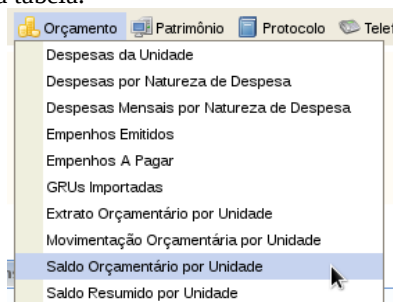 a tabela.
Orçamento Patrimônio Protocolo Telef
Despesas da Unidade
Despesas por Natureza de Despesa
Despesas Mensais por Natureza de Despesa
Empenhos Emitidos
Empenhos A Pagar
GRUs Importadas
Extrato Orçamentário por Unidade
Movimentação Orçamentária por Unidade
Saldo Orçamentário por Unidade
Saldo Resumido por Unidade